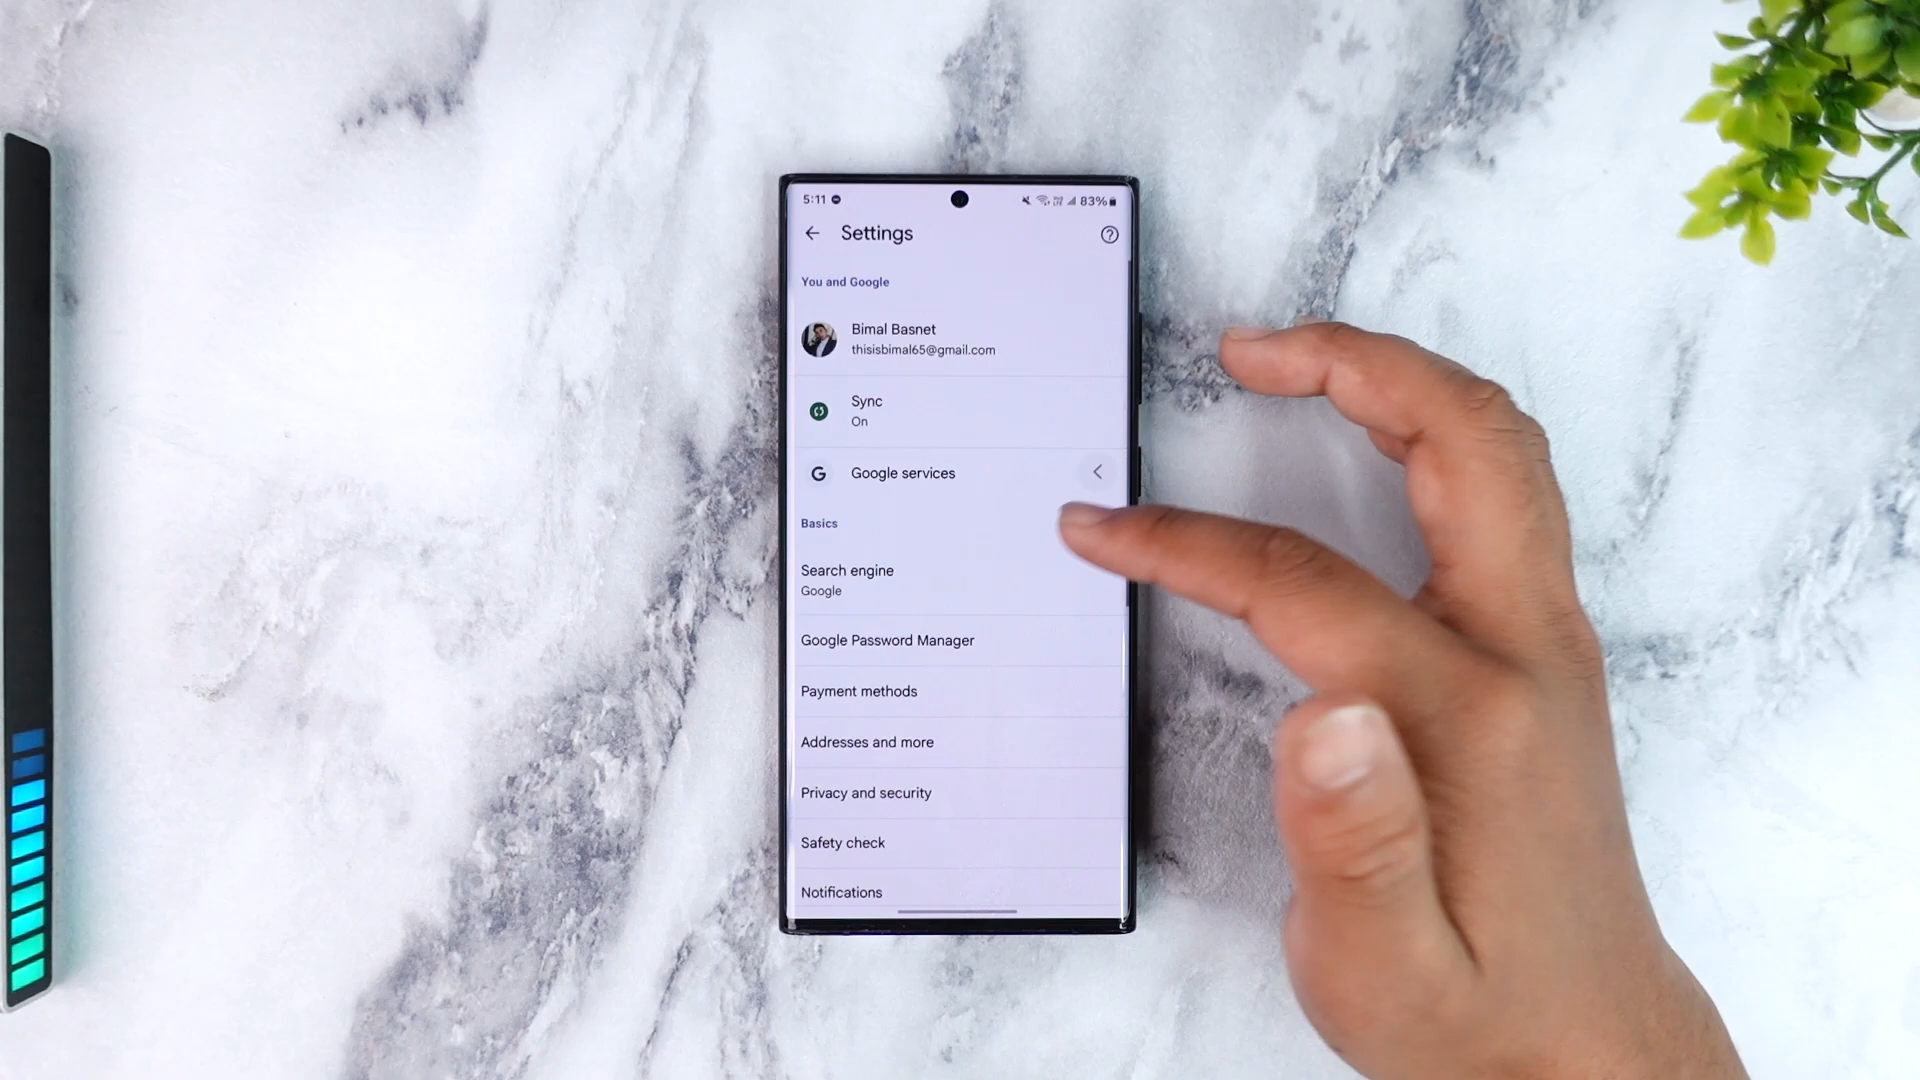 5:11
83%
Settings
You and Google
Bimal Basnet
thisisbimal65@gmail.com
Sync
On
G
Google services
Basics
Search engine
Google
Google Password Manager
Payment methods
Addresses and more
Privacy and security
Safety check
Notifications